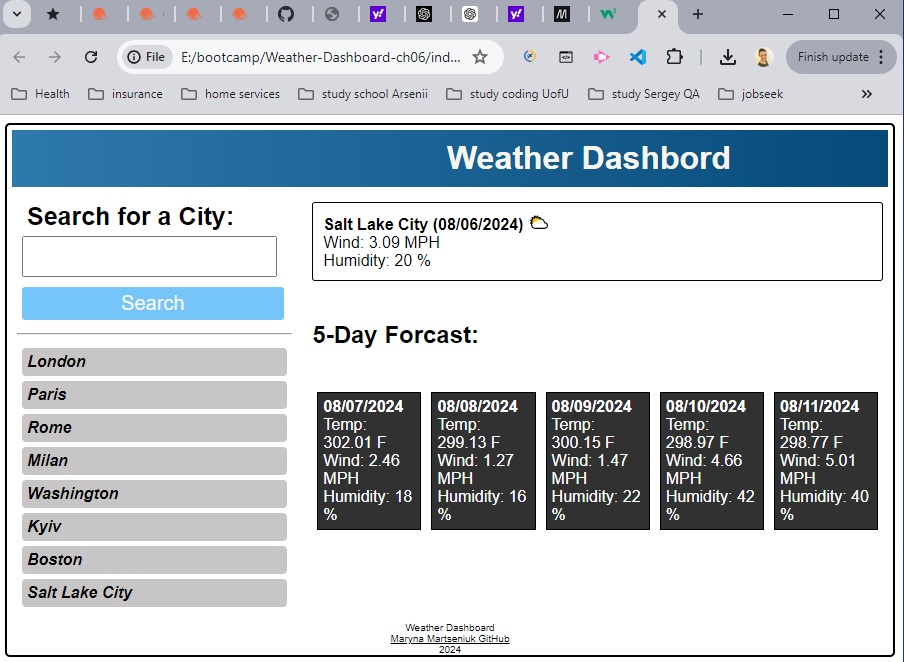 File
E:/bootcamp/Weather-Dashboard-ch06/ind...
Finish update
Health
insurance
home services
study school Arsenii
study coding UofU
study Sergey QA
jobseek
Weather Dashbord
Search for a City:
Search
London
Paris
Rome
Milan
Washington
Kyiv
Boston
Salt Lake City
Salt Lake City (08/06/2024)
Wind: 3.09 MPH
Humidity: 20 %
5-Day Forcast:
08/07/2024
Temp:
302.01 F
Wind: 2.46
MPH
Humidity: 18
%
08/08/2024
Temp:
299.13 F
Wind: 1.27
MPH
Humidity: 16
%
08/09/2024
Temp:
300.15 F
Wind: 1.47
MPH
Humidity: 22
%
08/10/2024
Temp:
298.97 F
Wind: 4.66
MPH
Humidity: 42
%
08/11/2024
Temp:
298.77 F
Wind: 5.01
MPH
Humidity: 40
%
Weather Dashboard
Maryna Martseniuk GitHub
2024